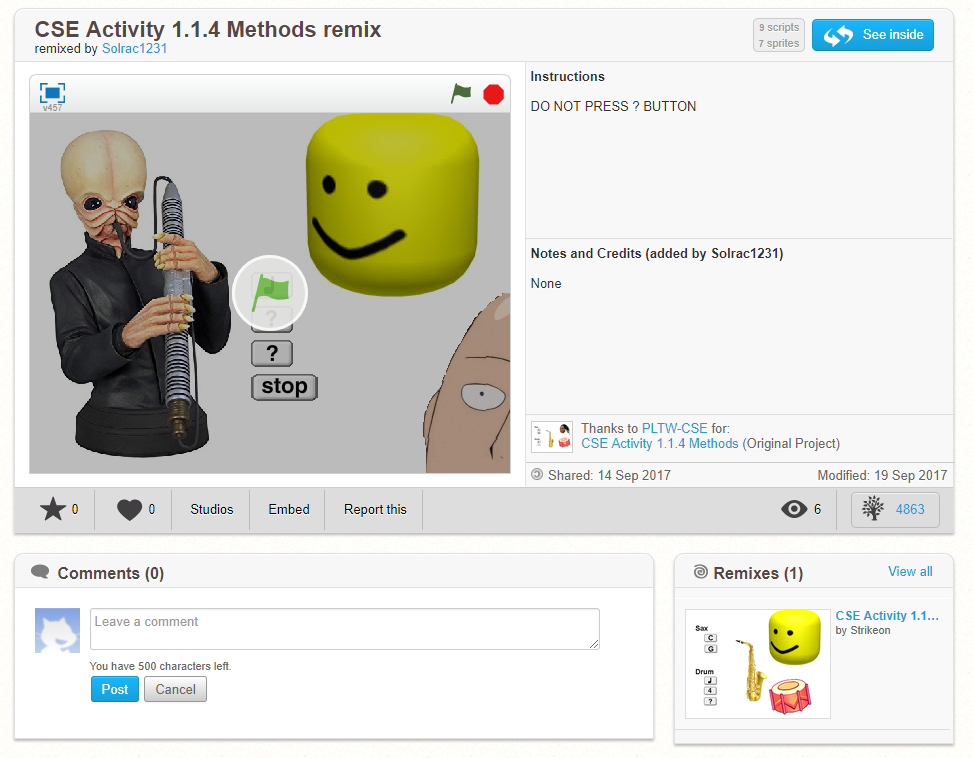 CSE Activity 1.1.4 Methods remix
remixed by Solrac1231
9 scripts
7 sprites
See inside
v457
?
?
stop
Instructions
DO NOT PRESS ? BUTTON
Notes and Credits (added by Solrac1231)
None
Thanks to PLTW-CSE for:
CSE Activity 1.1.4 Methods (Original Project)
Shared: 14 Sep 2017 Modified: 19 Sep 2017
0 0 Studios Embed Report this 6 4863
Comments (0)
Leave a comment
You have 500 characters left.
Post Cancel
Remixes (1) View all
Sax
C
G
Drum
4
?
CSE Activity 1.1...
by Strikeon